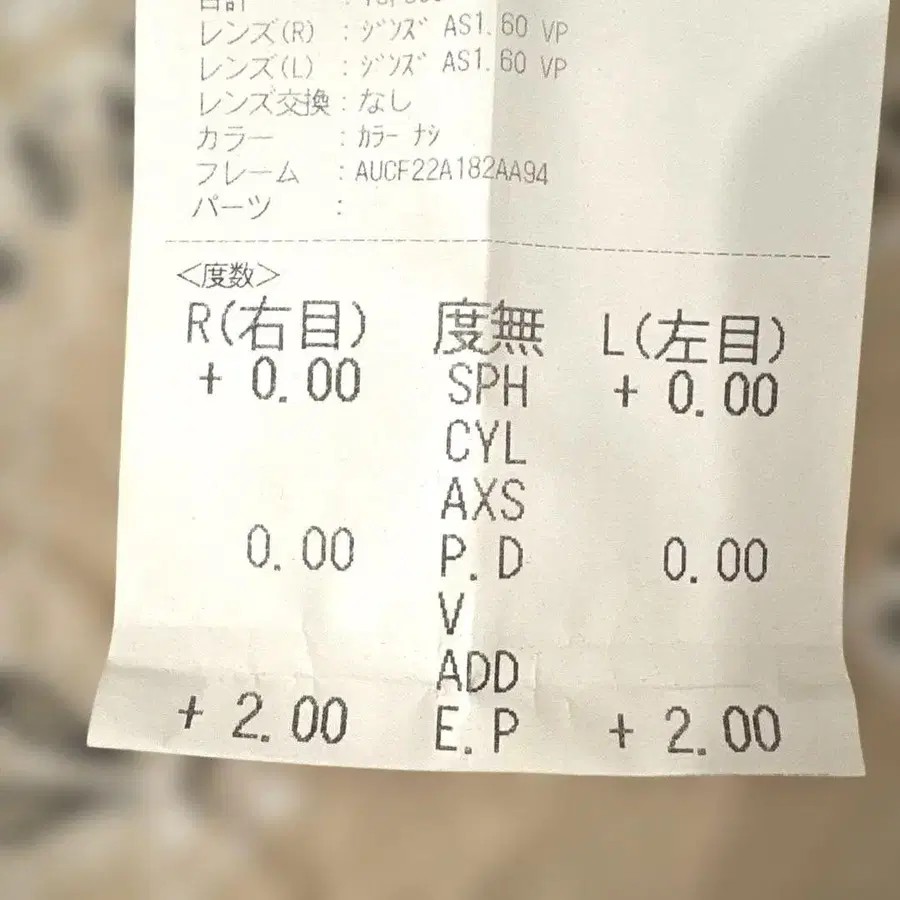 レンズ(R) : ｼﾞﾝｽﾞ AS1.60 VP
レンズ(L) : ｼﾞﾝｽﾞ AS1.60 VP
レンズ交換 : なし
カラー : ｶﾗｰ ﾅｼ
フレーム : AUCF22A182AA94
パーツ :
<度数>
R(右目) 度無 L(左目)
+ 0.00 SPH + 0.00
CYL
AXS
0.00 P.D 0.00
V
ADD
+ 2.00 E.P + 2.00